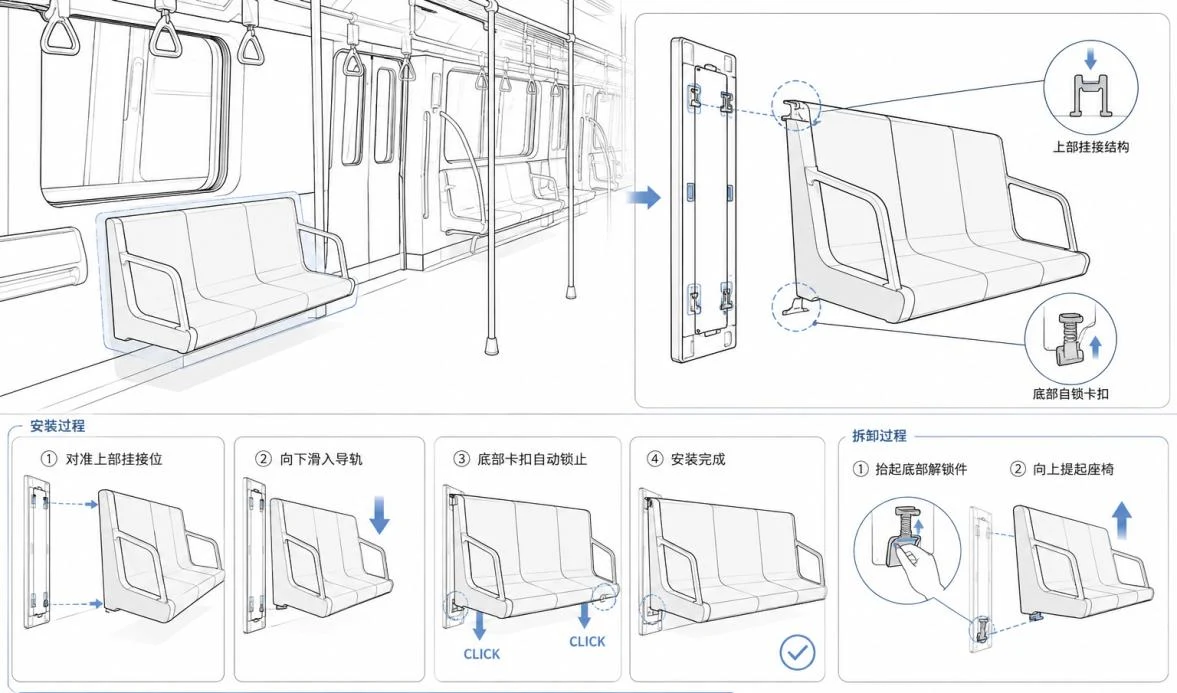 上部挂接结构
底部自锁卡扣
安装过程
① 对准上部挂接位
② 向下滑入导轨
③ 底部卡扣自动锁止
CLICK
CLICK
④ 安装完成
拆卸过程
① 抬起底部解锁件
② 向上提起座椅